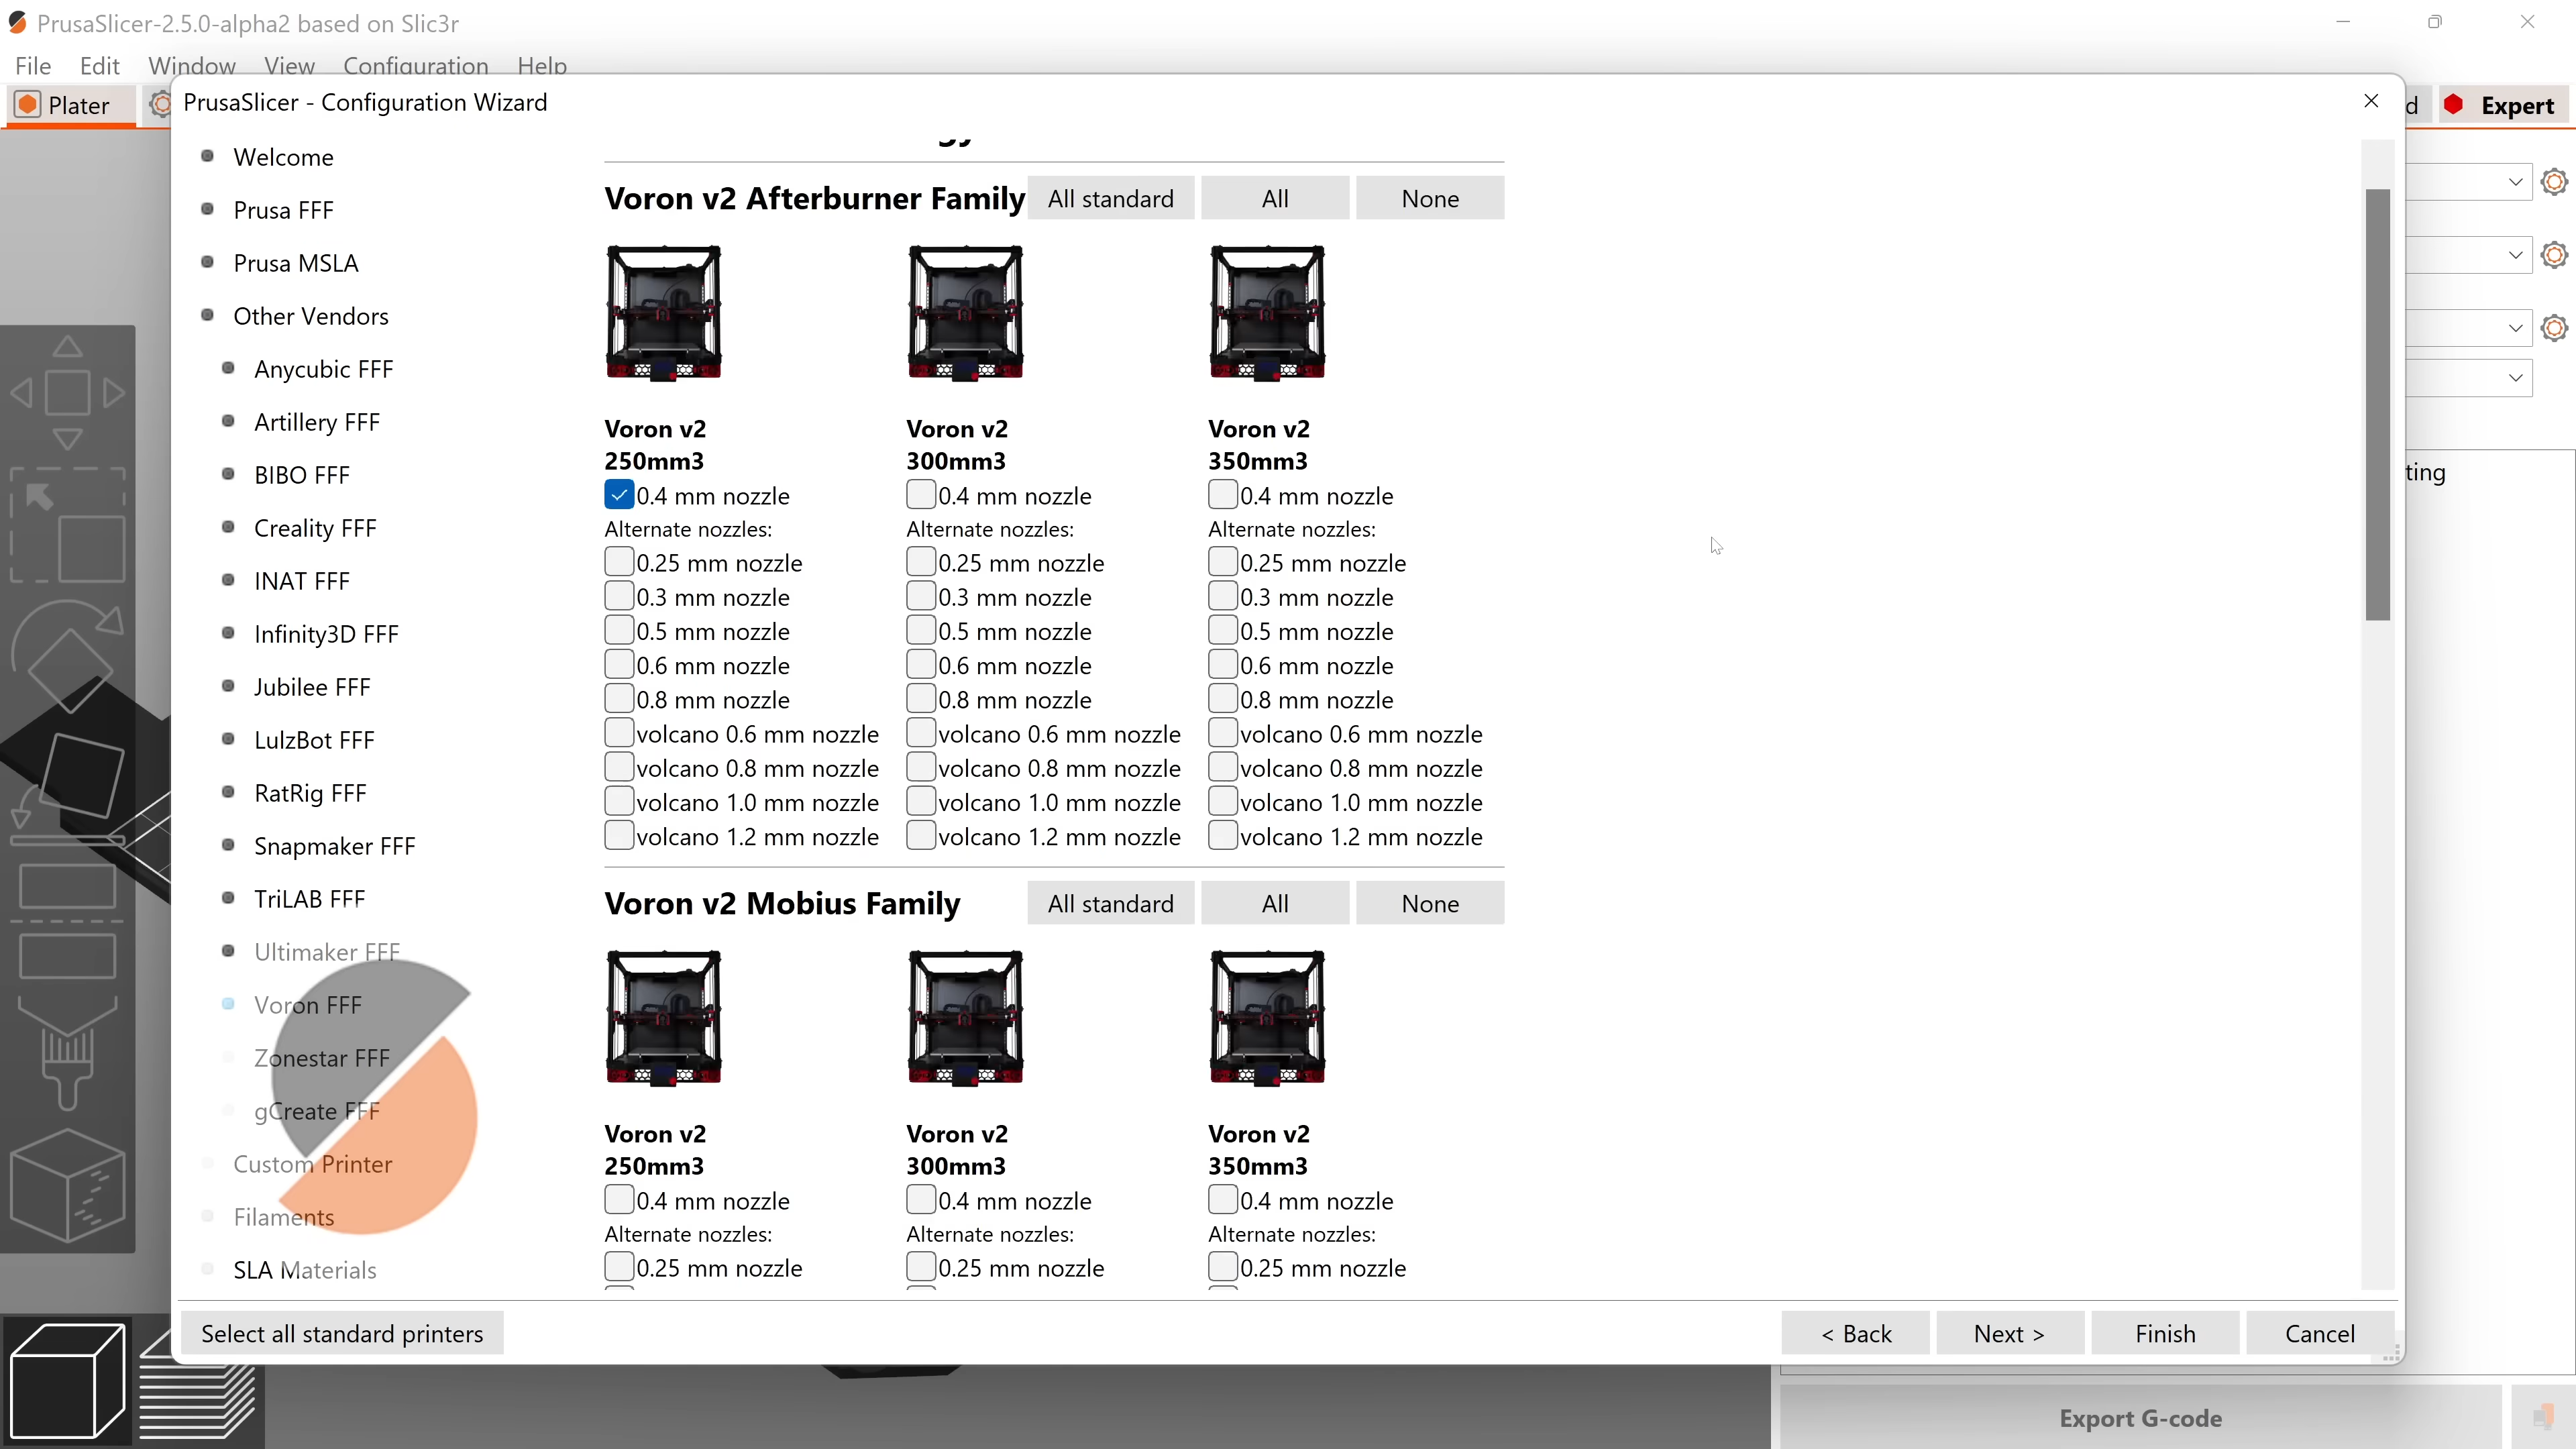 PrusaSlicer-2.5.0-alpha2 based on Slic3r
File Edit Window View Configuration Help
Plater
Expert
PrusaSlicer - Configuration Wizard
Welcome
Prusa FFF
Prusa MSLA
Other Vendors
Anycubic FFF
Artillery FFF
BIBO FFF
Creality FFF
INAT FFF
Infinity3D FFF
Jubilee FFF
LulzBot FFF
RatRig FFF
Snapmaker FFF
TriLAB FFF
Ultimaker FFF
Voron FFF
Zonestar FFF
gCreate FFF
Custom Printer
Filaments
SLA Materials
Voron v2 Afterburner Family All standard All None
Voron v2 Voron v2 Voron v2
250mm3 300mm3 350mm3
0.4 mm nozzle 0.4 mm nozzle 0.4 mm nozzle
Alternate nozzles: Alternate nozzles: Alternate nozzles:
0.25 mm nozzle 0.25 mm nozzle 0.25 mm nozzle
0.3 mm nozzle 0.3 mm nozzle 0.3 mm nozzle
0.5 mm nozzle 0.5 mm nozzle 0.5 mm nozzle
0.6 mm nozzle 0.6 mm nozzle 0.6 mm nozzle
0.8 mm nozzle 0.8 mm nozzle 0.8 mm nozzle
volcano 0.6 mm nozzle volcano 0.6 mm nozzle volcano 0.6 mm nozzle
volcano 0.8 mm nozzle volcano 0.8 mm nozzle volcano 0.8 mm nozzle
volcano 1.0 mm nozzle volcano 1.0 mm nozzle volcano 1.0 mm nozzle
volcano 1.2 mm nozzle volcano 1.2 mm nozzle volcano 1.2 mm nozzle
Voron v2 Mobius Family All standard All None
Voron v2 Voron v2 Voron v2
250mm3 300mm3 350mm3
0.4 mm nozzle 0.4 mm nozzle 0.4 mm nozzle
Alternate nozzles: Alternate nozzles: Alternate nozzles:
0.25 mm nozzle 0.25 mm nozzle 0.25 mm nozzle
ting
Select all standard printers < Back Next > Finish Cancel
Export G-code